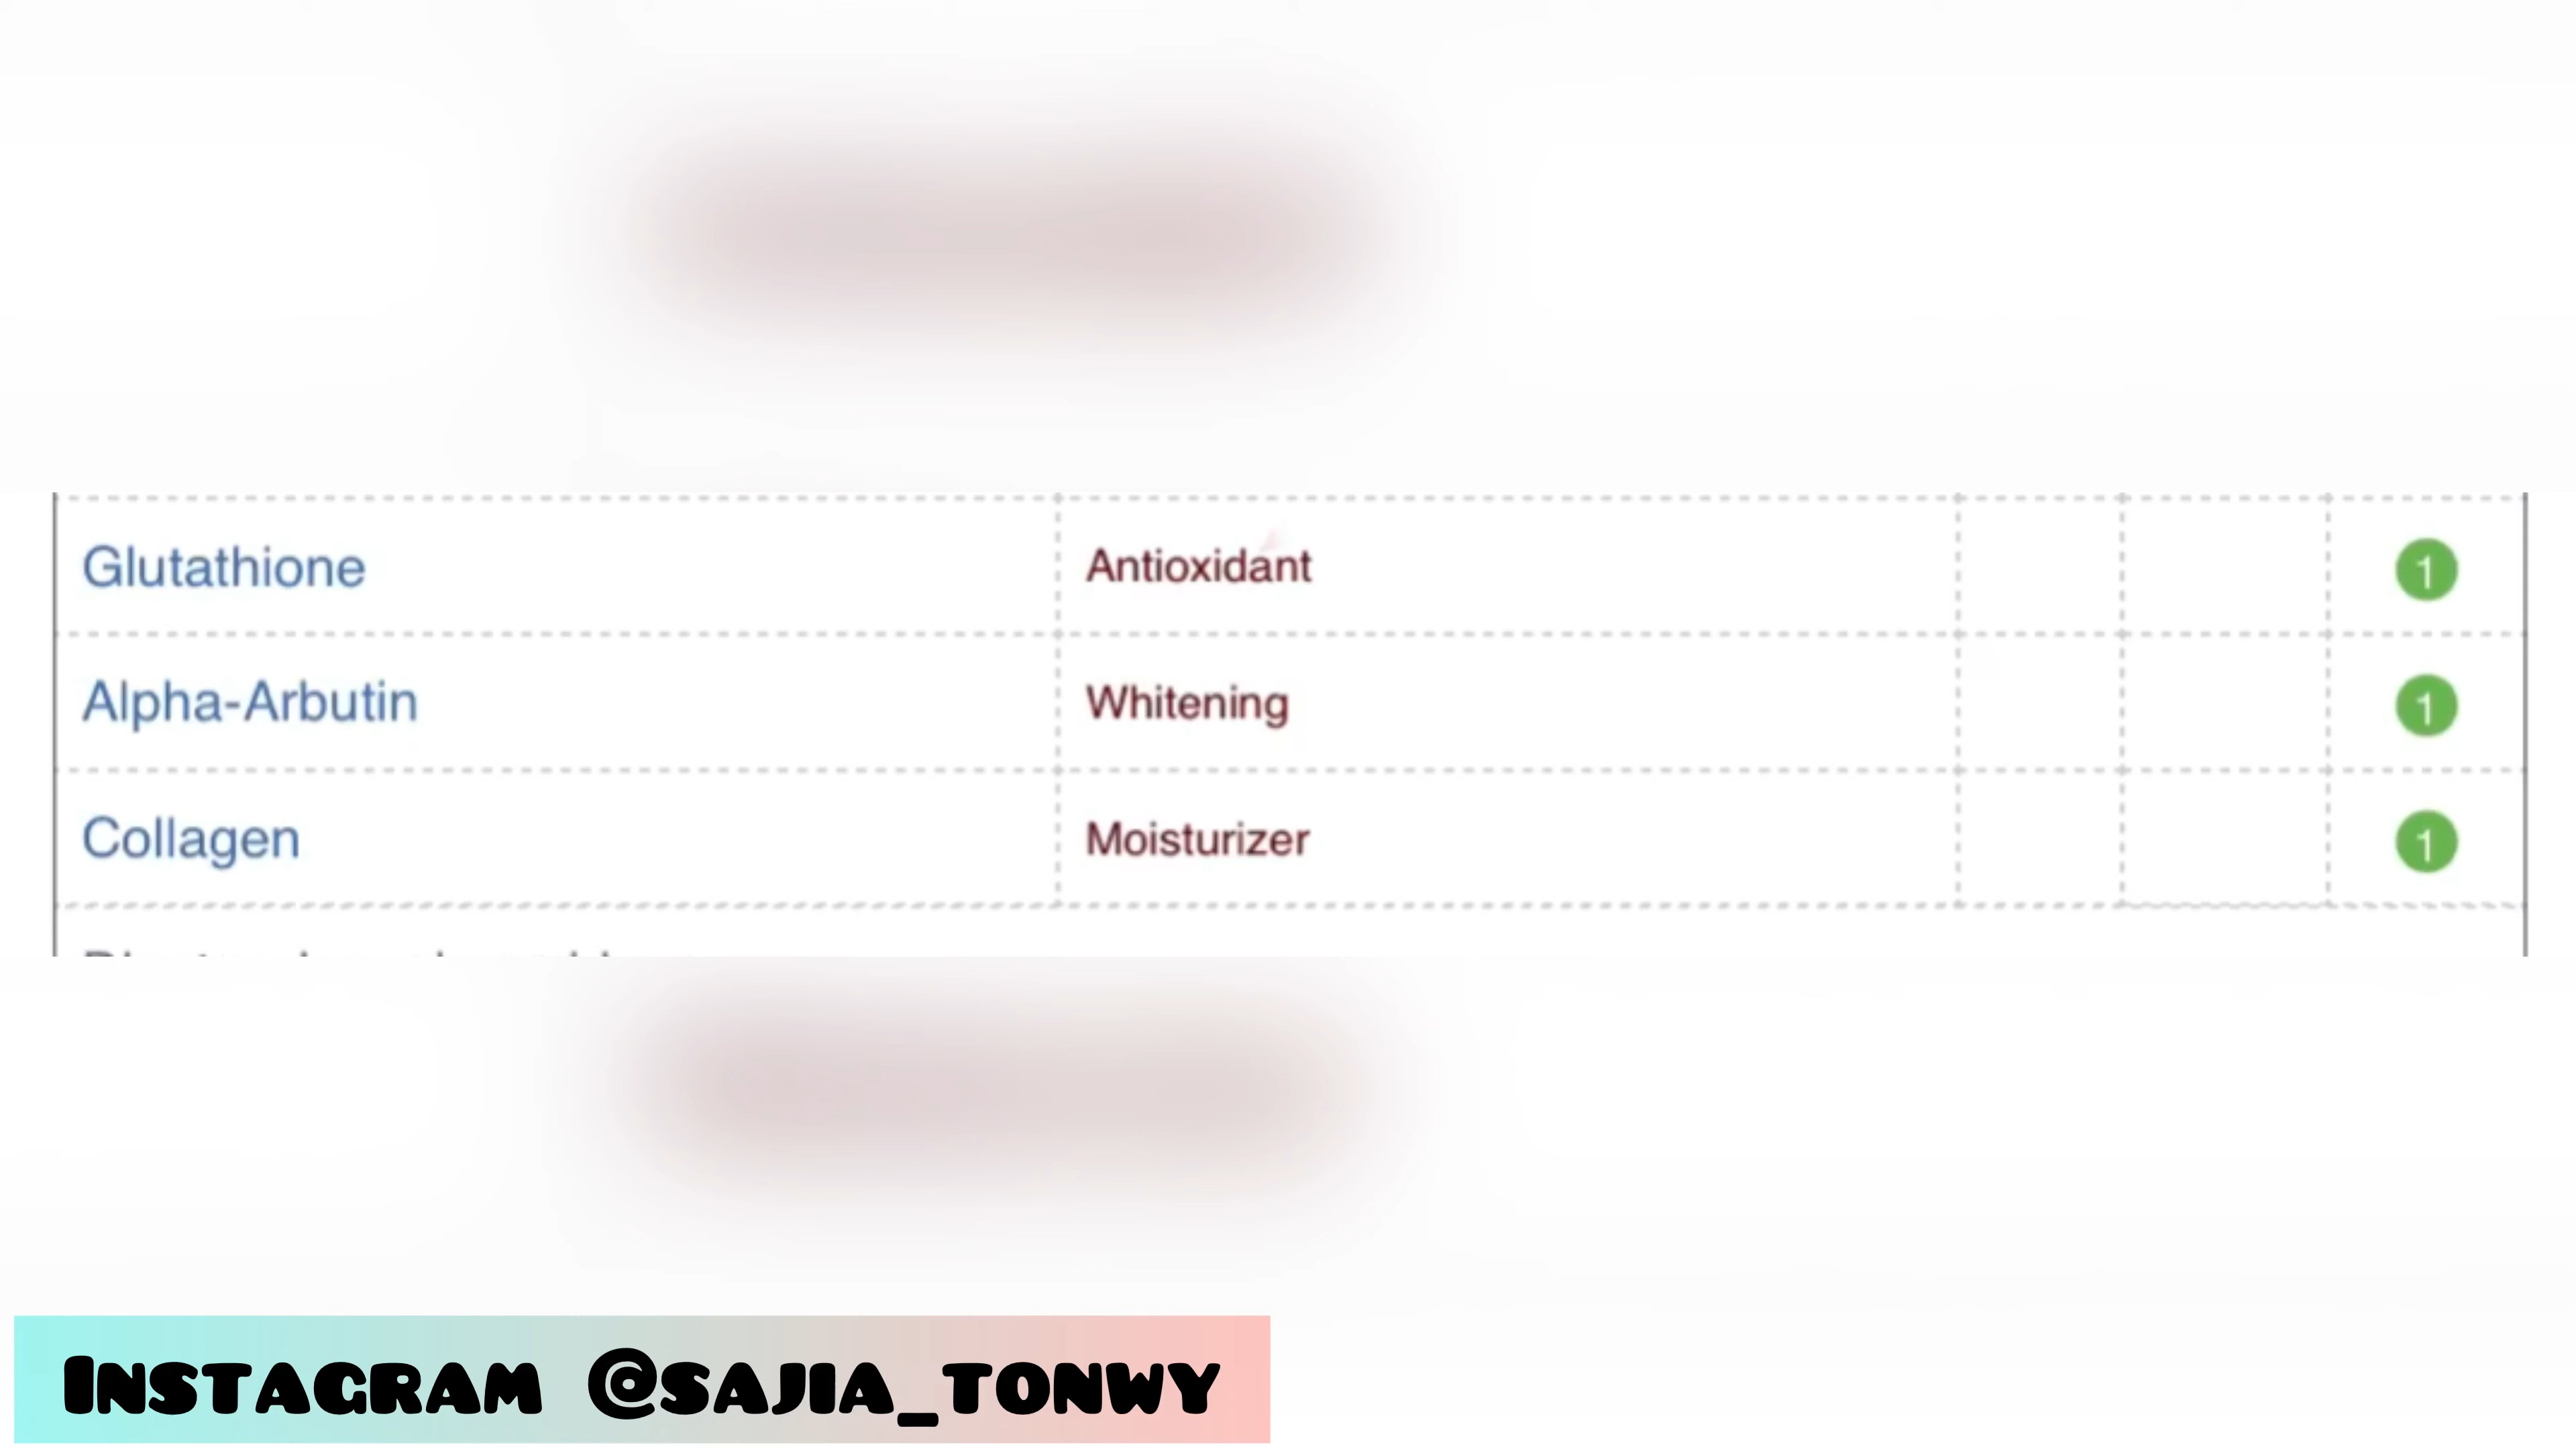 Glutathione Antioxidant 1
Alpha-Arbutin Whitening 1
Collagen Moisturizer 1
INSTAGRAM @SAJIA_TONWY